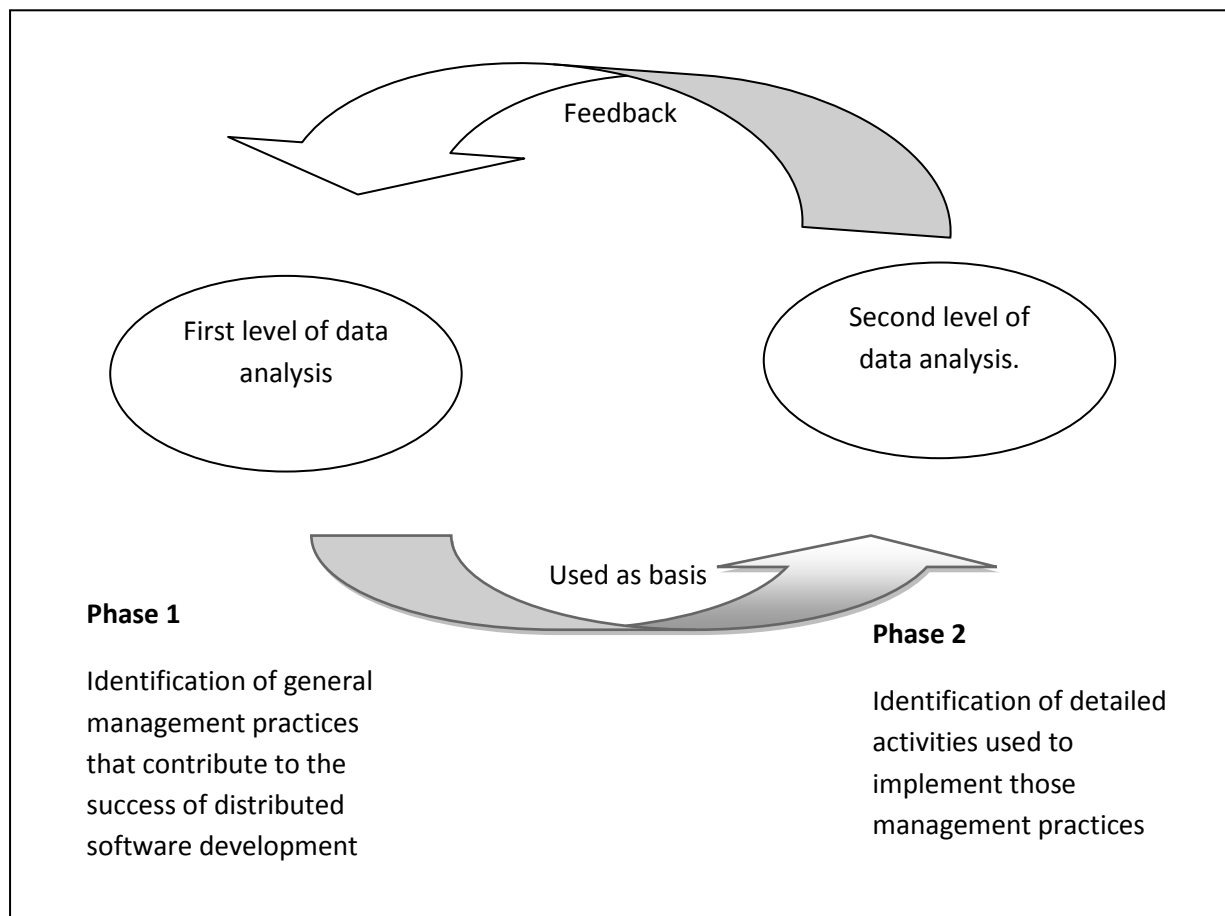 Feedback
First level of data
analysis
Second level of
data analysis.
Used as basis
Phase 1
Identification of general
management practices
that contribute to the
success of distributed
software development
Phase 2
Identification of detailed
activities used to
implement those
management practices